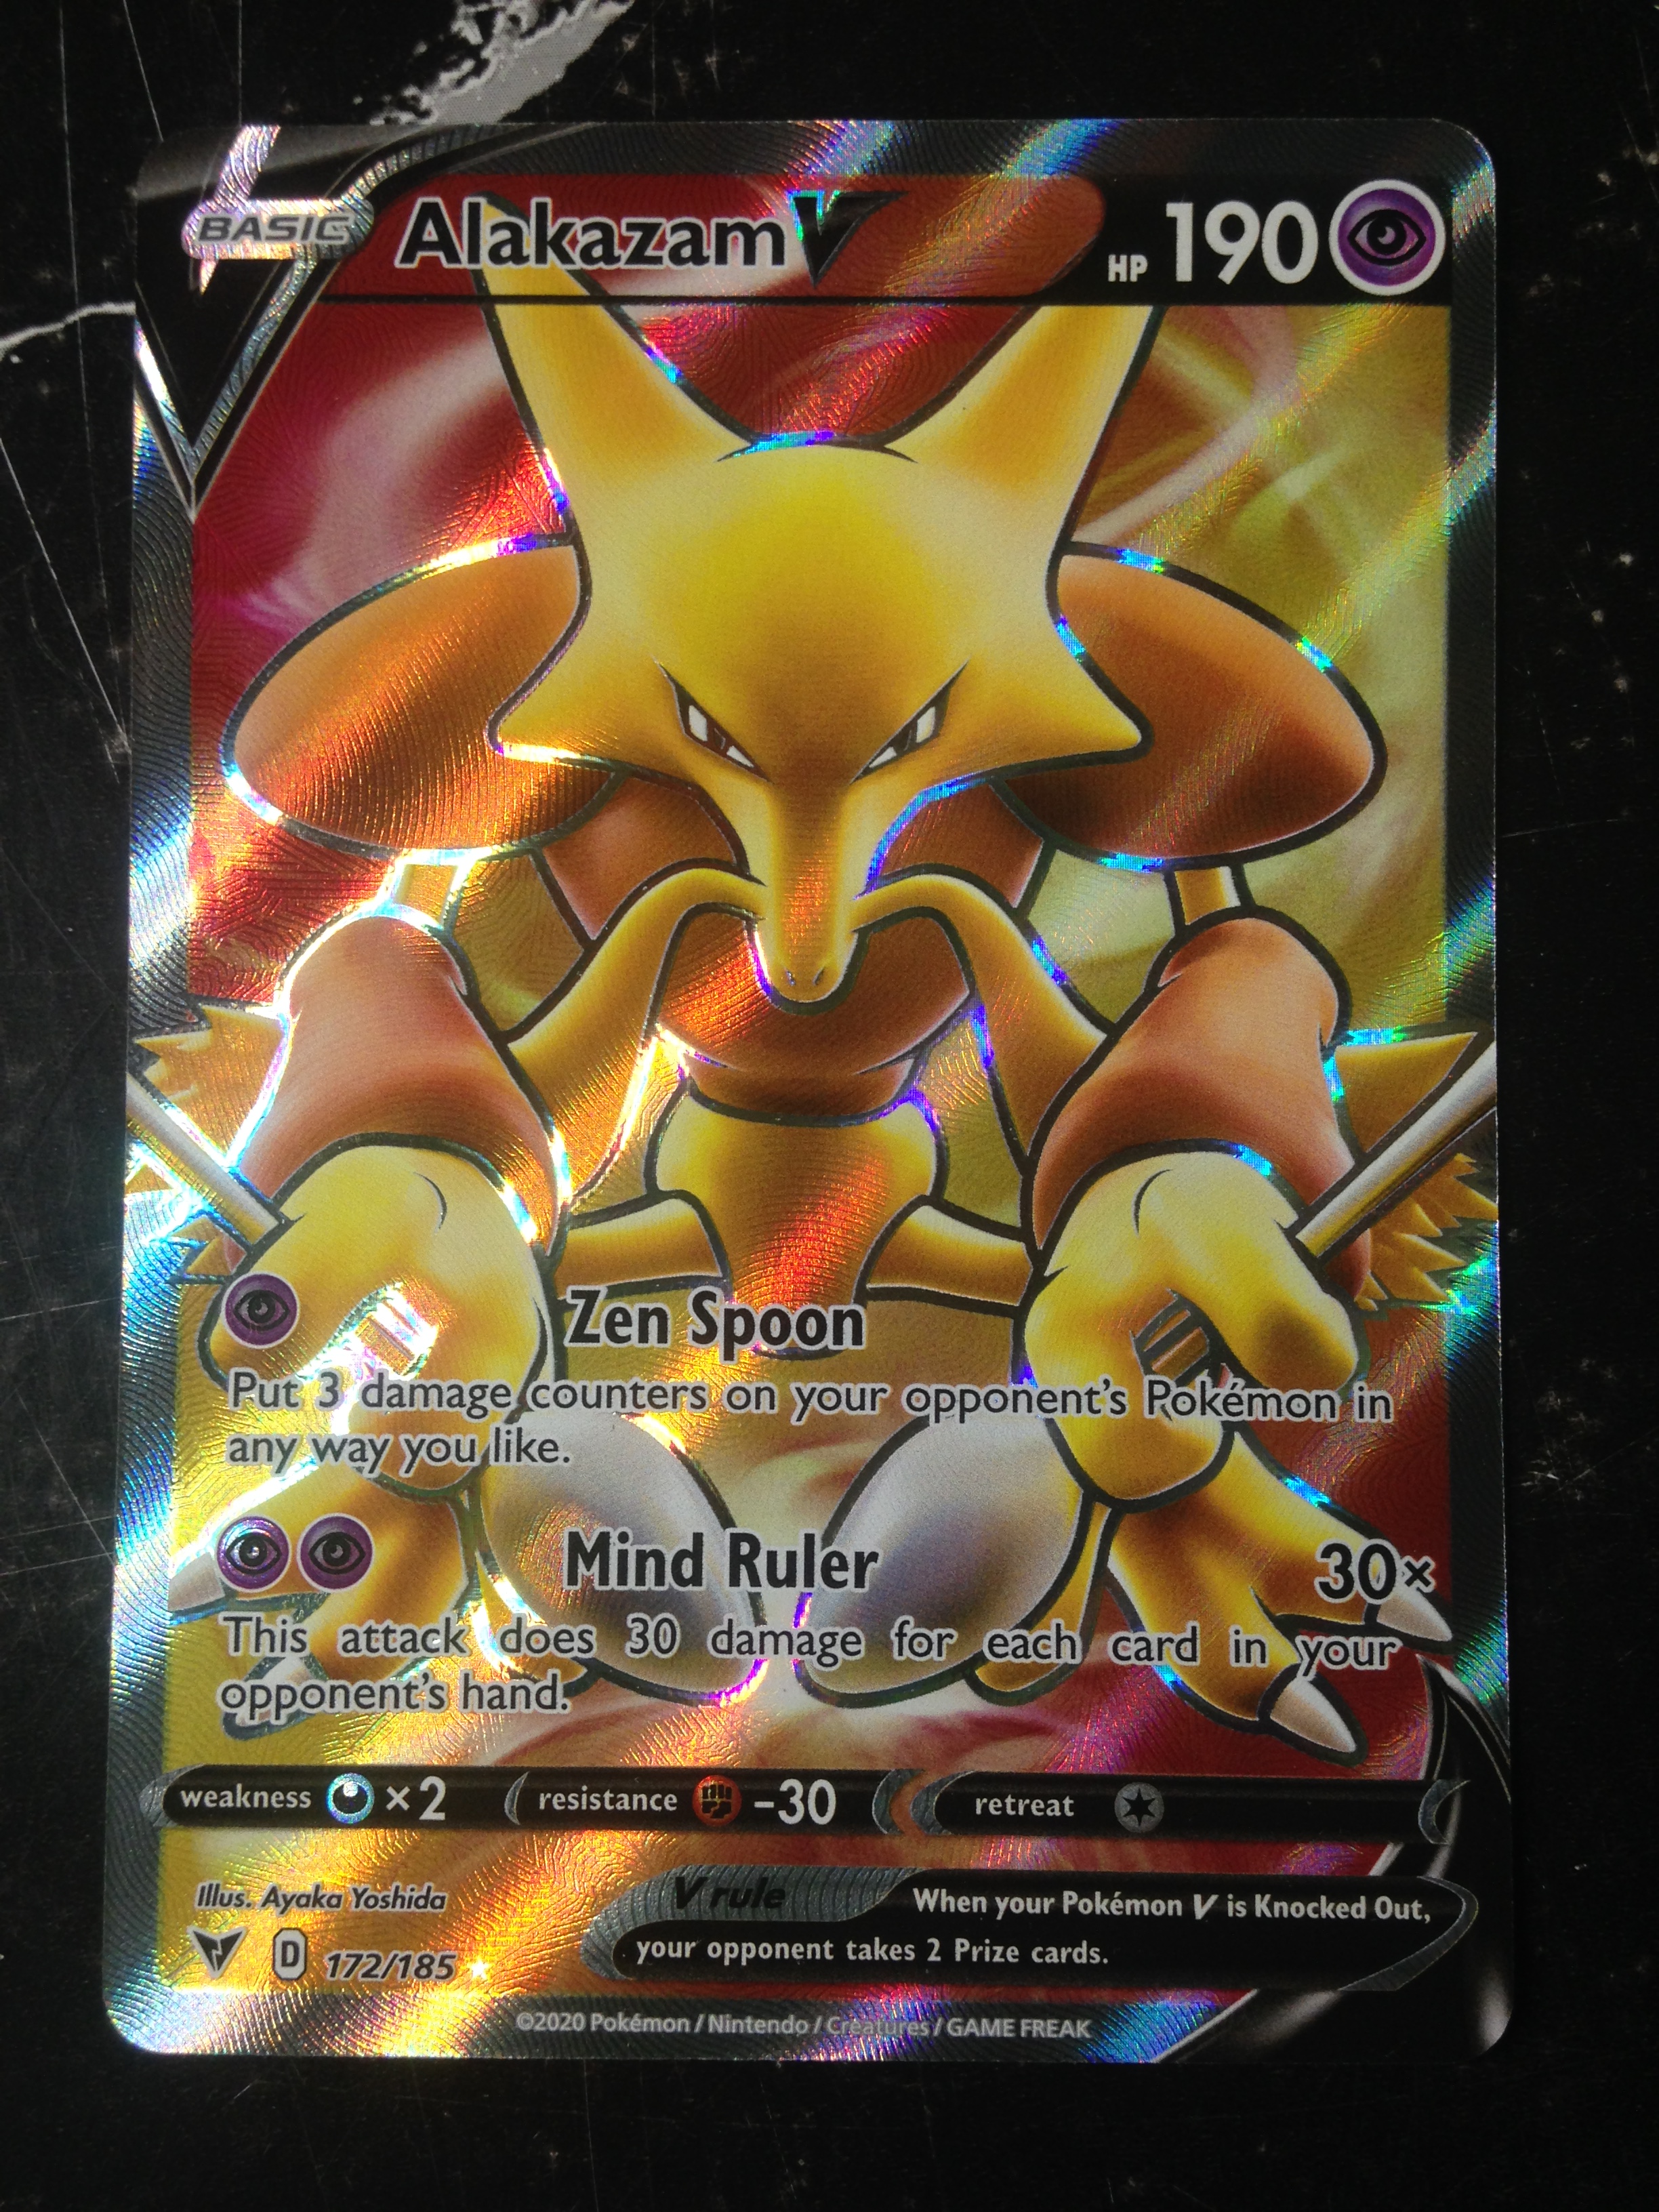 BASIC Alakazam V HP 190
Zen Spoon
Put 3 damage counters on your opponent's Pokémon in
any way you like.
Mind Ruler 30×
This attack does 30 damage for each card in your
opponent's hand.
weakness ×2 resistance -30 retreat
Illus. Ayaka Yoshida
V rule When your Pokémon V is Knocked Out,
your opponent takes 2 Prize cards.
D 172/185
©2020 Pokémon / Nintendo / Creatures / GAME FREAK